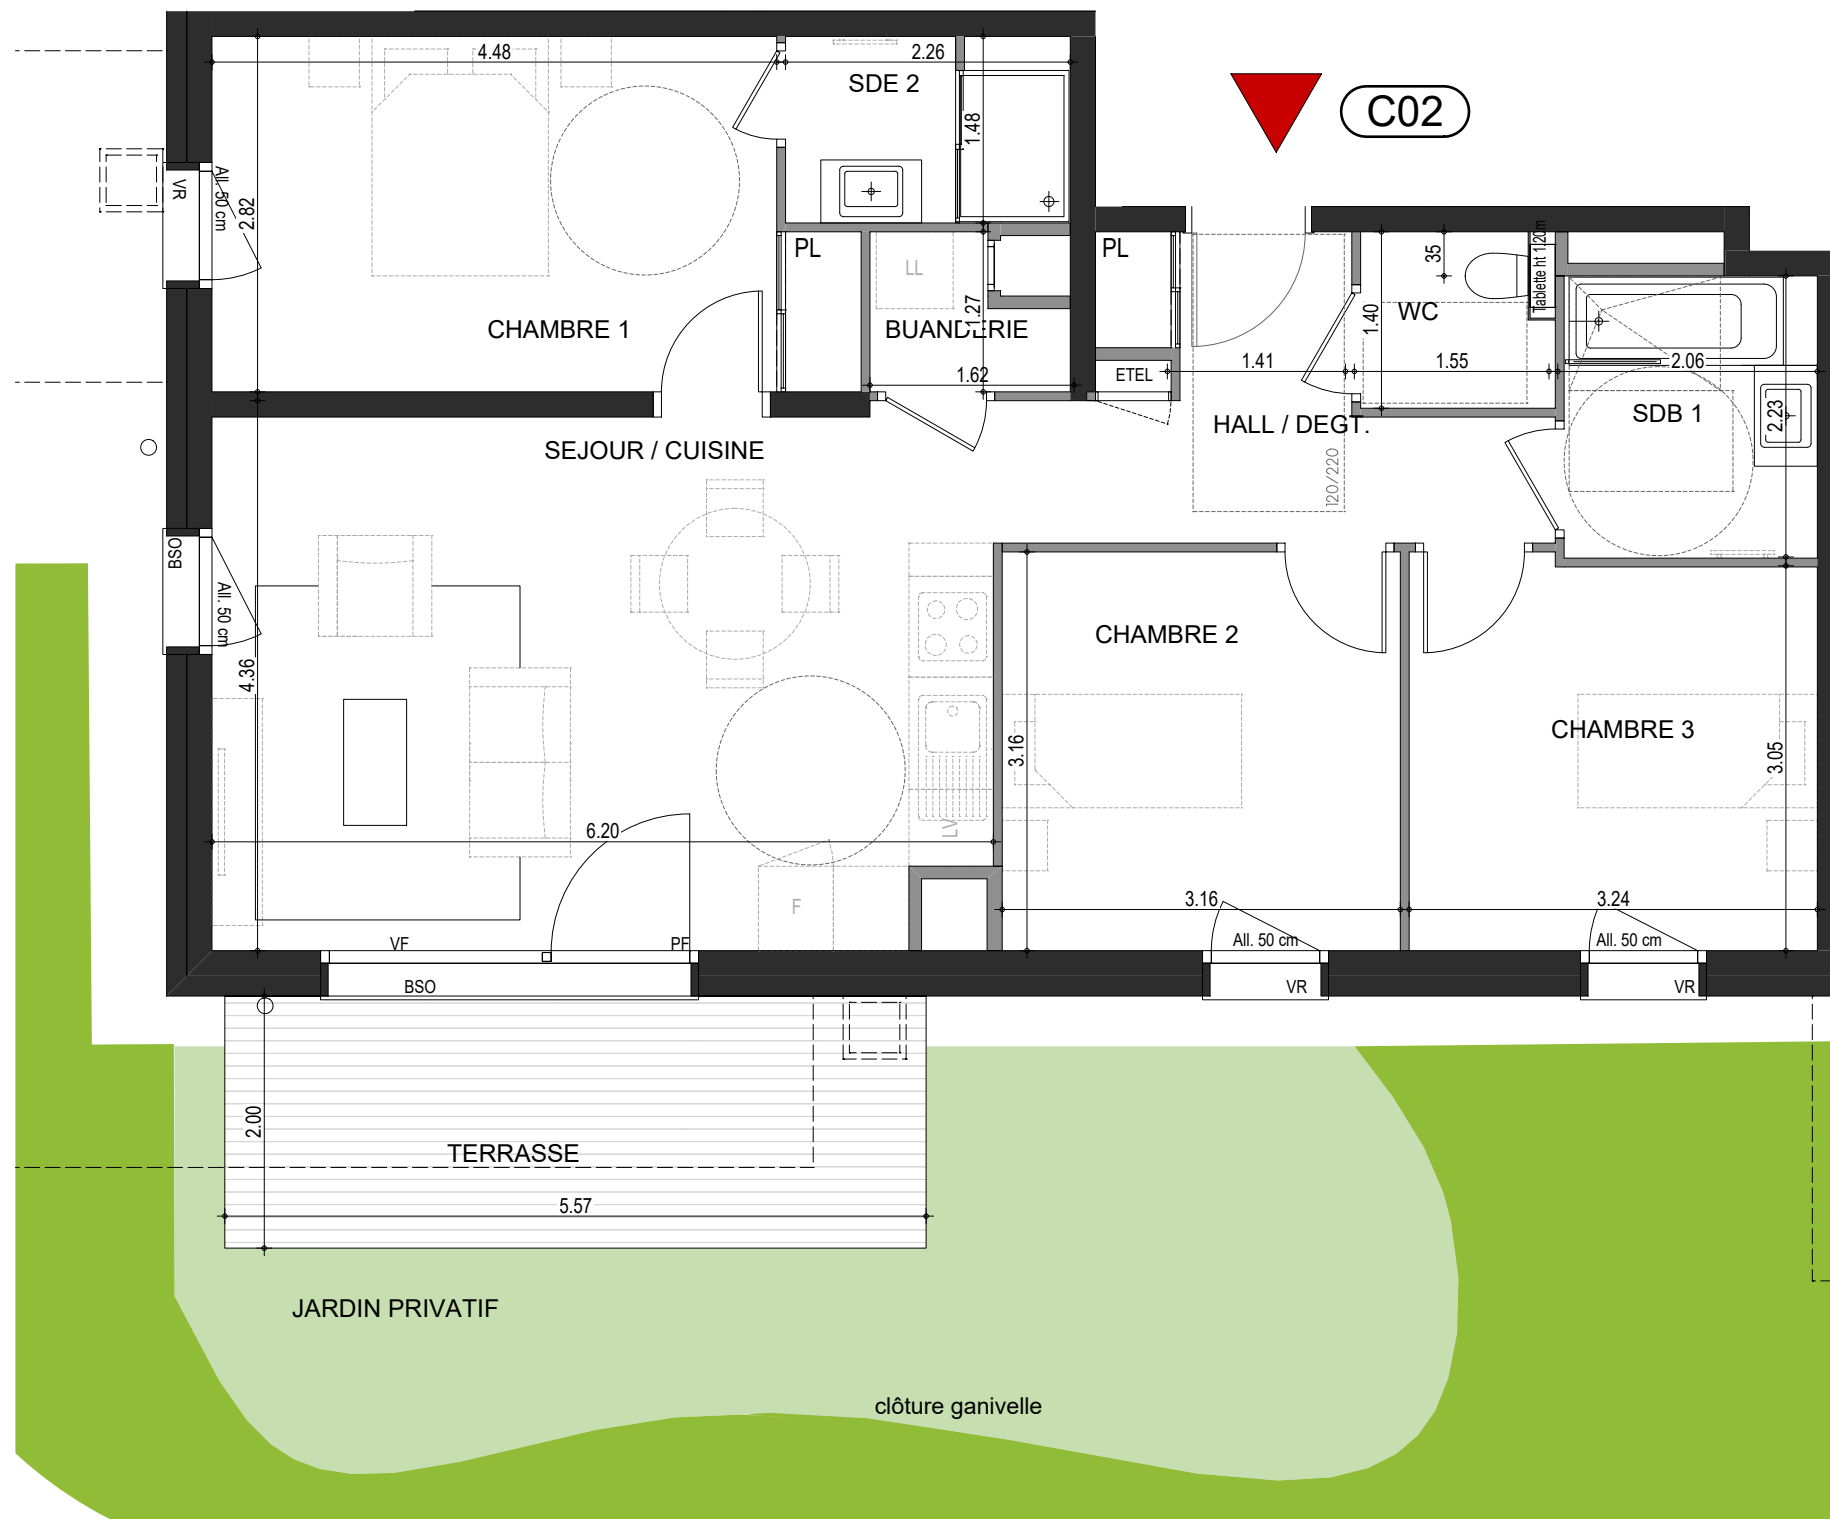 4.48
2.26
SDE 2
1.48
C02
VR
All. 50 cm
2.82
PL
LL
PL
35
Tablette ht 1.20m
CHAMBRE 1
BUANDERIE
1.27
WC
1.40
1.62
ETEL
1.41
1.55
2.06
SDB 1
2.23
HALL / DEGT.
SEJOUR / CUISINE
120/220
BSO
All. 50 cm
4.36
CHAMBRE 2
CHAMBRE 3
3.16
3.05
6.20
LV
F
3.16
3.24
VF
PF
All. 50 cm
All. 50 cm
BSO
VR
VR
2.00
TERRASSE
5.57
JARDIN PRIVATIF
clôture ganivelle